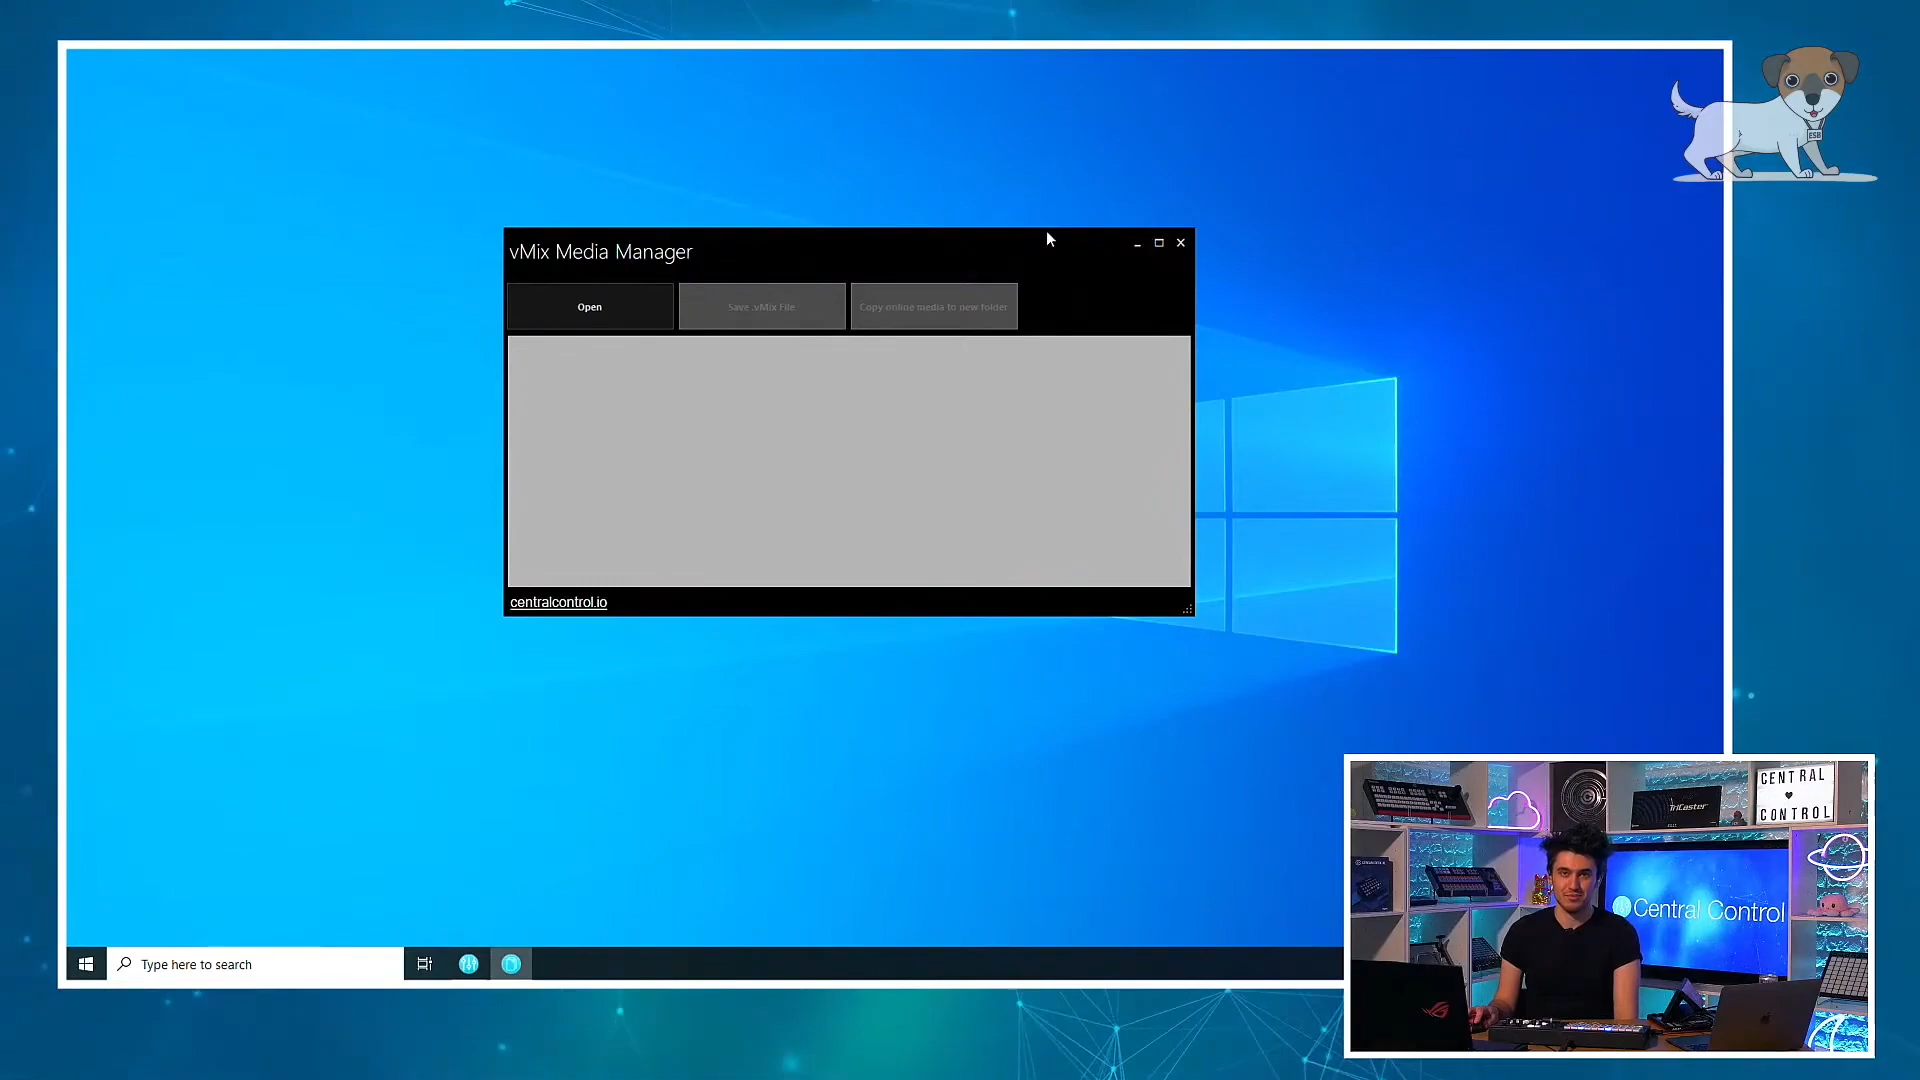 vMix Media Manager
Open
Save .vMix File
Copy online media to new folder
centralcontrol.io
Type here to search
ESB
CENTRAL
CONTROL
TriCaster
Central Control